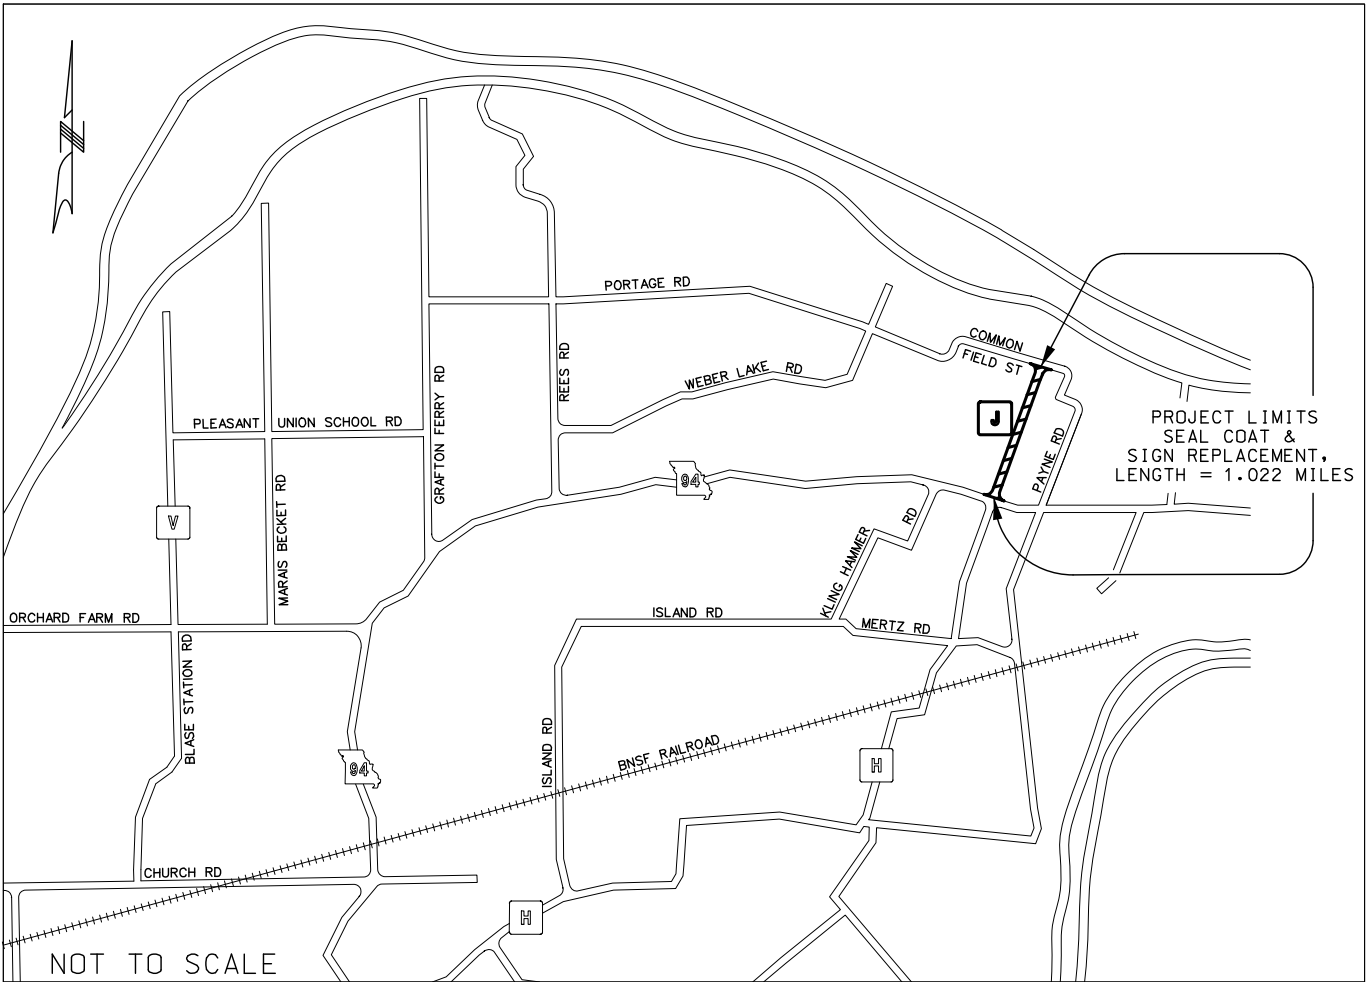 N
PORTAGE RD
COMMON
FIELD ST
REES RD
WEBER LAKE RD
GRAFTON FERRY RD
PLEASANT UNION SCHOOL RD
J
PAYNE RD
PROJECT LIMITS
SEAL COAT &
SIGN REPLACEMENT,
LENGTH = 1.022 MILES
94
V
MARAIS BECKET RD
KLING HAMMER RD
ORCHARD FARM RD
ISLAND RD
MERTZ RD
BLASE STATION RD
ISLAND RD
BNSF RAILROAD
94
H
CHURCH RD
H
NOT TO SCALE